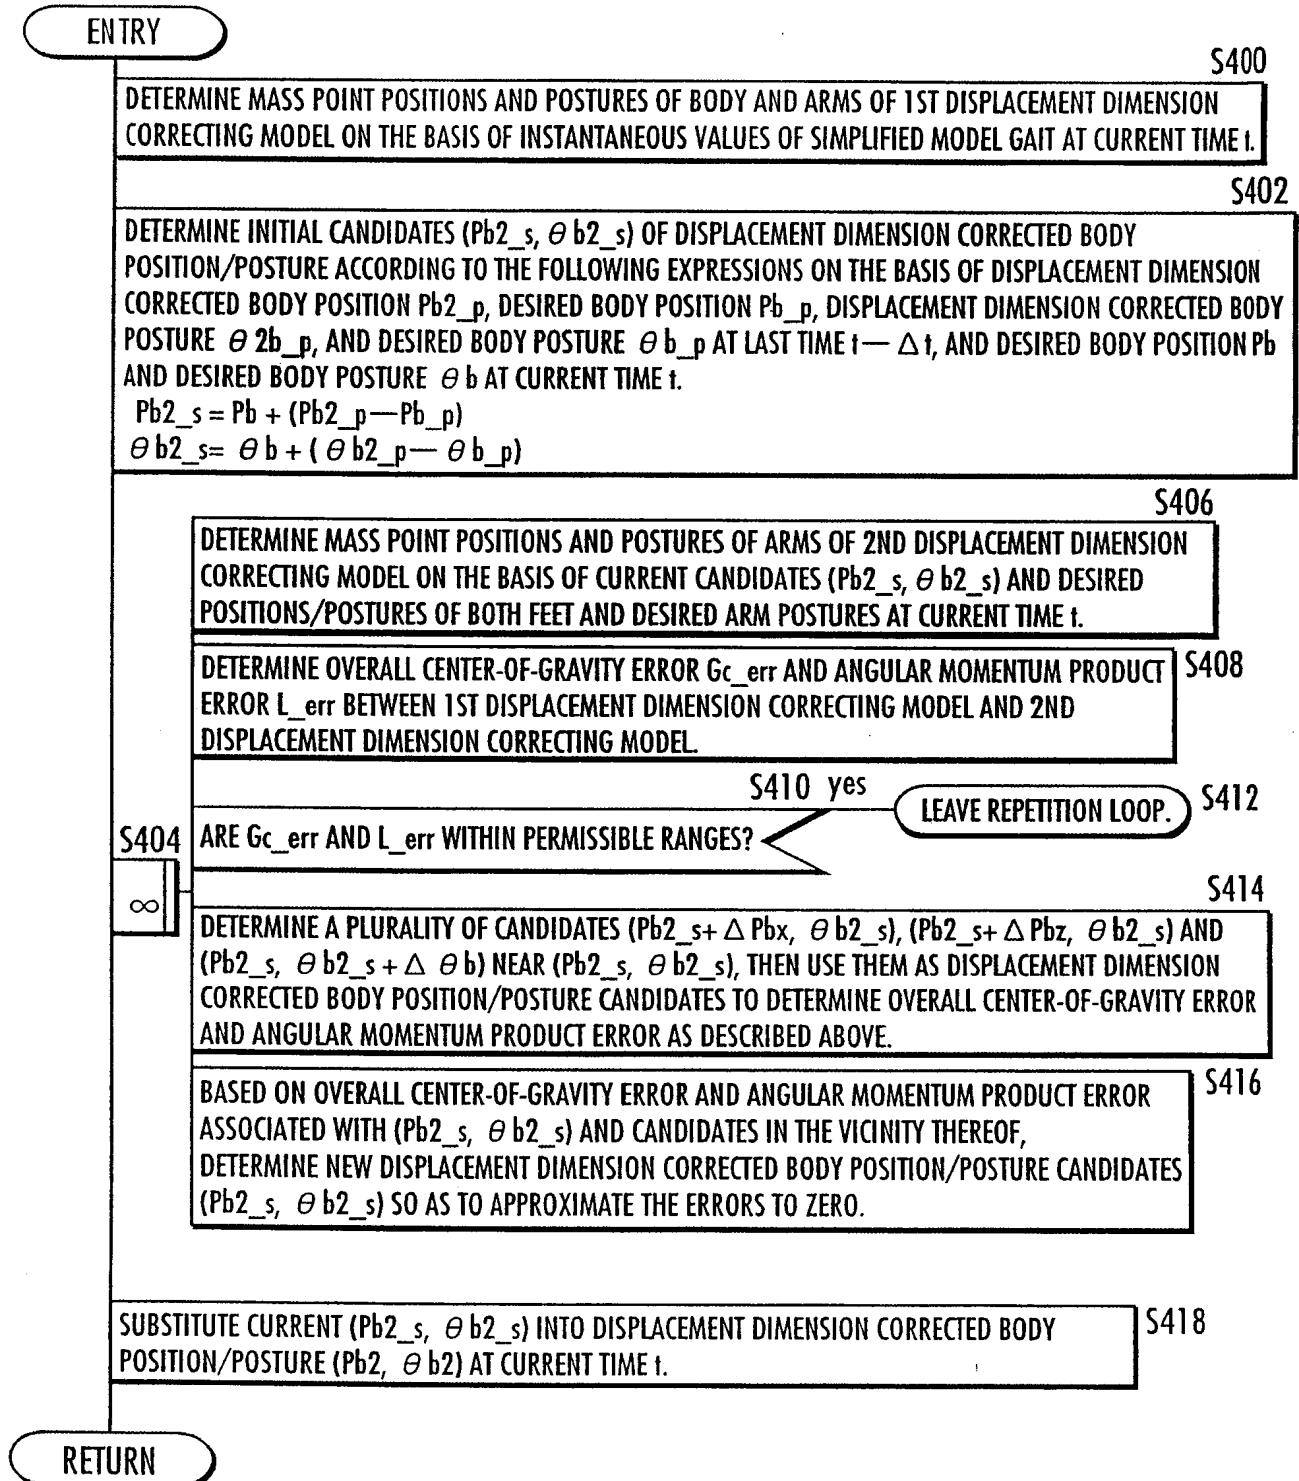 ENTRY
S400
DETERMINE MASS POINT POSITIONS AND POSTURES OF BODY AND ARMS OF 1ST DISPLACEMENT DIMENSION
CORRECTING MODEL ON THE BASIS OF INSTANTANEOUS VALUES OF SIMPLIFIED MODEL GAIT AT CURRENT TIME t.
S402
DETERMINE INITIAL CANDIDATES (Pb2_s, θ b2_s) OF DISPLACEMENT DIMENSION CORRECTED BODY
POSITION/POSTURE ACCORDING TO THE FOLLOWING EXPRESSIONS ON THE BASIS OF DISPLACEMENT DIMENSION
CORRECTED BODY POSITION Pb2_p, DESIRED BODY POSITION Pb_p, DISPLACEMENT DIMENSION CORRECTED BODY
POSTURE θ 2b_p, AND DESIRED BODY POSTURE θ b_p AT LAST TIME t— Δ t, AND DESIRED BODY POSITION Pb
AND DESIRED BODY POSTURE θ b AT CURRENT TIME t.
Pb2_s = Pb + (Pb2_p—Pb_p)
θ b2_s= θ b + ( θ b2_p— θ b_p)
S406
DETERMINE MASS POINT POSITIONS AND POSTURES OF ARMS OF 2ND DISPLACEMENT DIMENSION
CORRECTING MODEL ON THE BASIS OF CURRENT CANDIDATES (Pb2_s, θ b2_s) AND DESIRED
POSITIONS/POSTURES OF BOTH FEET AND DESIRED ARM POSTURES AT CURRENT TIME t.
DETERMINE OVERALL CENTER-OF-GRAVITY ERROR Gc_err AND ANGULAR MOMENTUM PRODUCT S408
ERROR L_err BETWEEN 1ST DISPLACEMENT DIMENSION CORRECTING MODEL AND 2ND
DISPLACEMENT DIMENSION CORRECTING MODEL.
S410 yes
LEAVE REPETITION LOOP. S412
S404
ARE Gc_err AND L_err WITHIN PERMISSIBLE RANGES?
∞
S414
DETERMINE A PLURALITY OF CANDIDATES (Pb2_s+ Δ Pbx, θ b2_s), (Pb2_s+ Δ Pbz, θ b2_s) AND
(Pb2_s, θ b2_s + Δ θ b) NEAR (Pb2_s, θ b2_s), THEN USE THEM AS DISPLACEMENT DIMENSION
CORRECTED BODY POSITION/POSTURE CANDIDATES TO DETERMINE OVERALL CENTER-OF-GRAVITY ERROR
AND ANGULAR MOMENTUM PRODUCT ERROR AS DESCRIBED ABOVE.
BASED ON OVERALL CENTER-OF-GRAVITY ERROR AND ANGULAR MOMENTUM PRODUCT ERROR S416
ASSOCIATED WITH (Pb2_s, θ b2_s) AND CANDIDATES IN THE VICINITY THEREOF,
DETERMINE NEW DISPLACEMENT DIMENSION CORRECTED BODY POSITION/POSTURE CANDIDATES
(Pb2_s, θ b2_s) SO AS TO APPROXIMATE THE ERRORS TO ZERO.
SUBSTITUTE CURRENT (Pb2_s, θ b2_s) INTO DISPLACEMENT DIMENSION CORRECTED BODY S418
POSITION/POSTURE (Pb2, θ b2) AT CURRENT TIME t.
RETURN